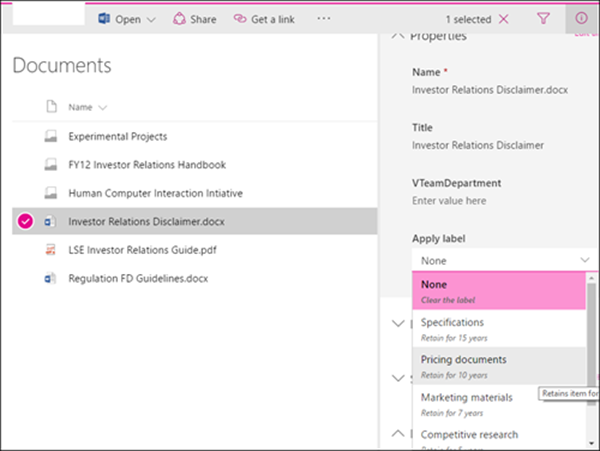 Open
Share
Get a link
1 selected
Properties
Documents
Name *
Investor Relations Disclaimer.docx
Name
Title
Investor Relations Disclaimer
Experimental Projects
FY12 Investor Relations Handbook
Human Computer Interaction Intiative
VTeamDepartment
Enter value here
Investor Relations Disclaimer.docx
Apply label
LSE Investor Relations Guide.pdf
None
Regulation FD Guidelines.docx
None
Clear the label
Specifications
Retain for 15 years
Pricing documents
Retain for 10 years
Retains item for
Marketing materials
Retain for 7 years
Competitive research